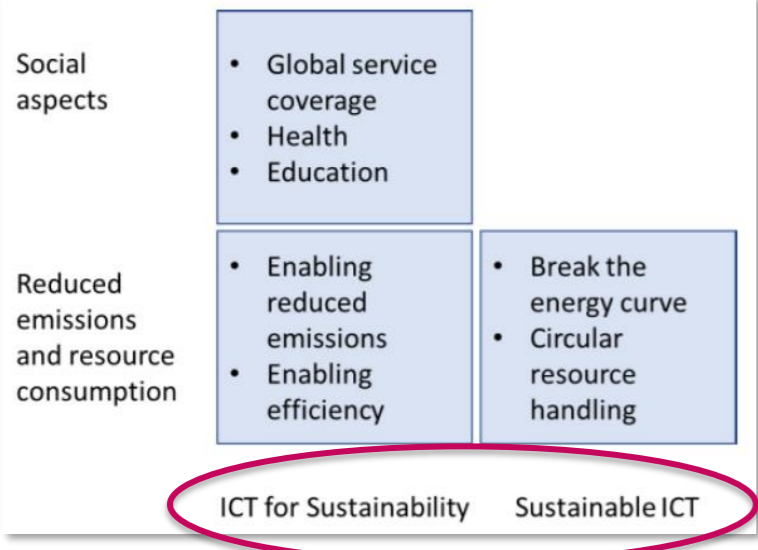 Social
aspects
• Global service
coverage
• Health
• Education
Reduced
emissions
and resource
consumption
• Enabling
reduced
emissions
• Enabling
efficiency
• Break the
energy curve
• Circular
resource
handling
ICT for Sustainability
Sustainable ICT